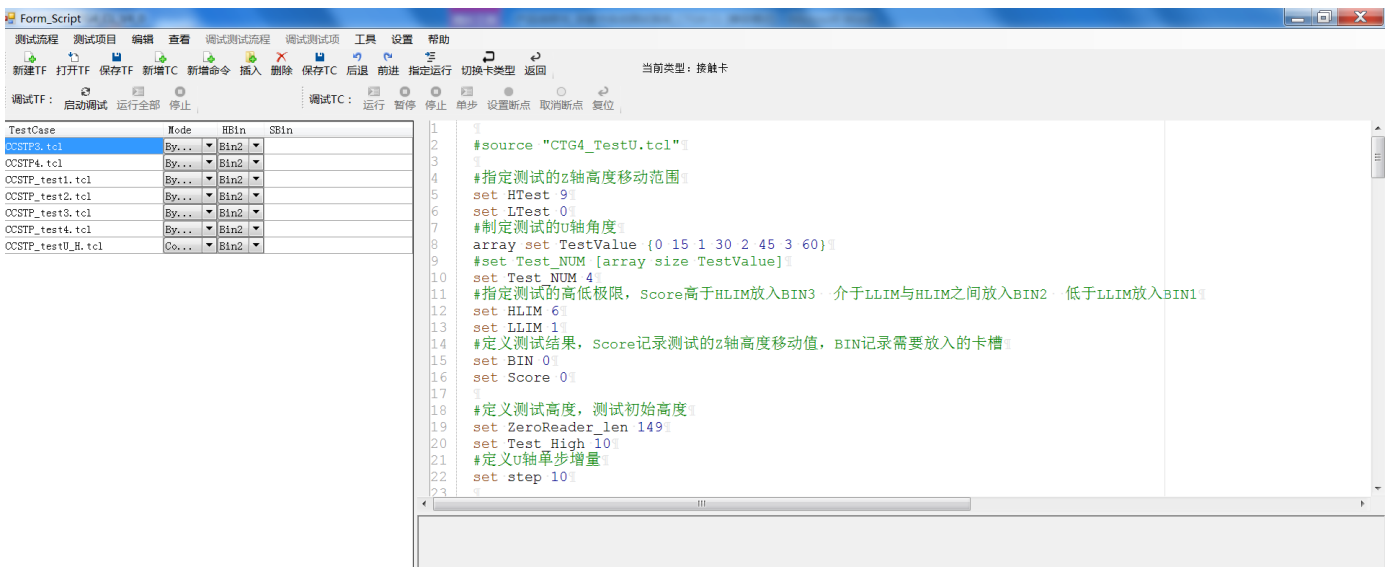 Form_Script
测试流程 测试项目 编辑 查看 调试测试流程 调试测试项 工具 设置 帮助
新建TF 打开TF 保存TF 新增TC 新增命令 插入 删除 保存TC 后退 前进 指定运行 切换卡类型 返回 当前类型：接触卡
调试TF： 启动调试 运行全部 停止 调试TC： 运行 暂停 停止 单步 设置断点 取消断点 复位
TestCase Mode HBin SBin
CCSTP3.tcl By... Bin2
CCSTP4.tcl By... Bin2
CCSTP_test1.tcl By... Bin2
CCSTP_test2.tcl By... Bin2
CCSTP_test3.tcl By... Bin2
CCSTP_test4.tcl By... Bin2
CCSTP_testU_H.tcl Co... Bin2
1
2 #source "CTG4_TestU.tcl"
3
4 #指定测试的Z轴高度移动范围
5 set HTest 9
6 set LTest 0
7 #制定测试的U轴角度
8 array set TestValue {0 15 1 30 2 45 3 60}
9 #set Test_NUM [array size TestValue]
10 set Test_NUM 4
11 #指定测试的高低极限，Score高于HLIM放入BIN3 介于LLIM与HLIM之间放入BIN2 低于LLIM放入BIN1
12 set HLIM 6
13 set LLIM 1
14 #定义测试结果，Score记录测试的Z轴高度移动值，BIN记录需要放入的卡槽
15 set BIN 0
16 set Score 0
17
18 #定义测试高度，测试初始高度
19 set ZeroReader_len 149
20 set Test_High 10
21 #定义U轴单步增量
22 set step 10
23